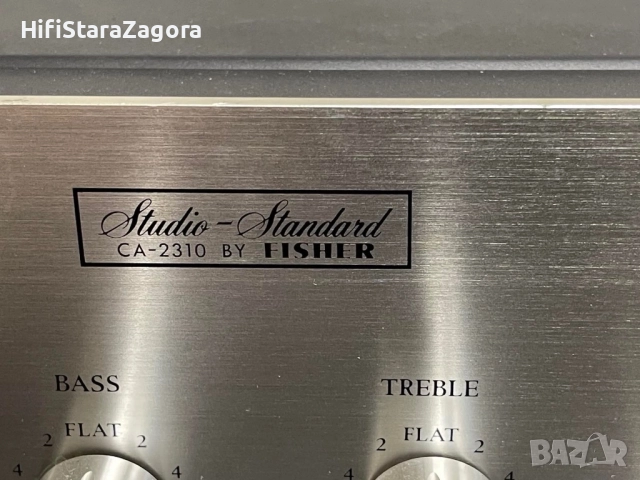 HifiStaraZagora
Studio-Standard
CA-2310 BY FISHER
BASS
TREBLE
2 FLAT 2
2 FLAT 2
4 4
4 4
BAZAR